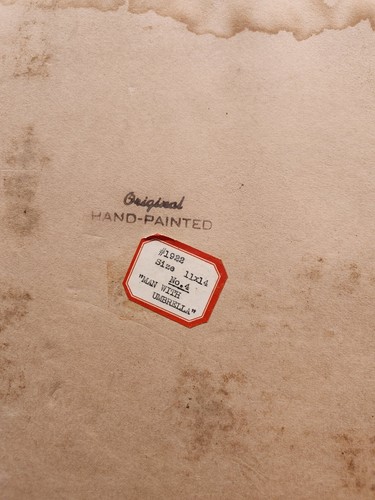 Original
HAND-PAINTED
#1922
Size 11x14
No.4
"MAN WITH
UMBRELLA"